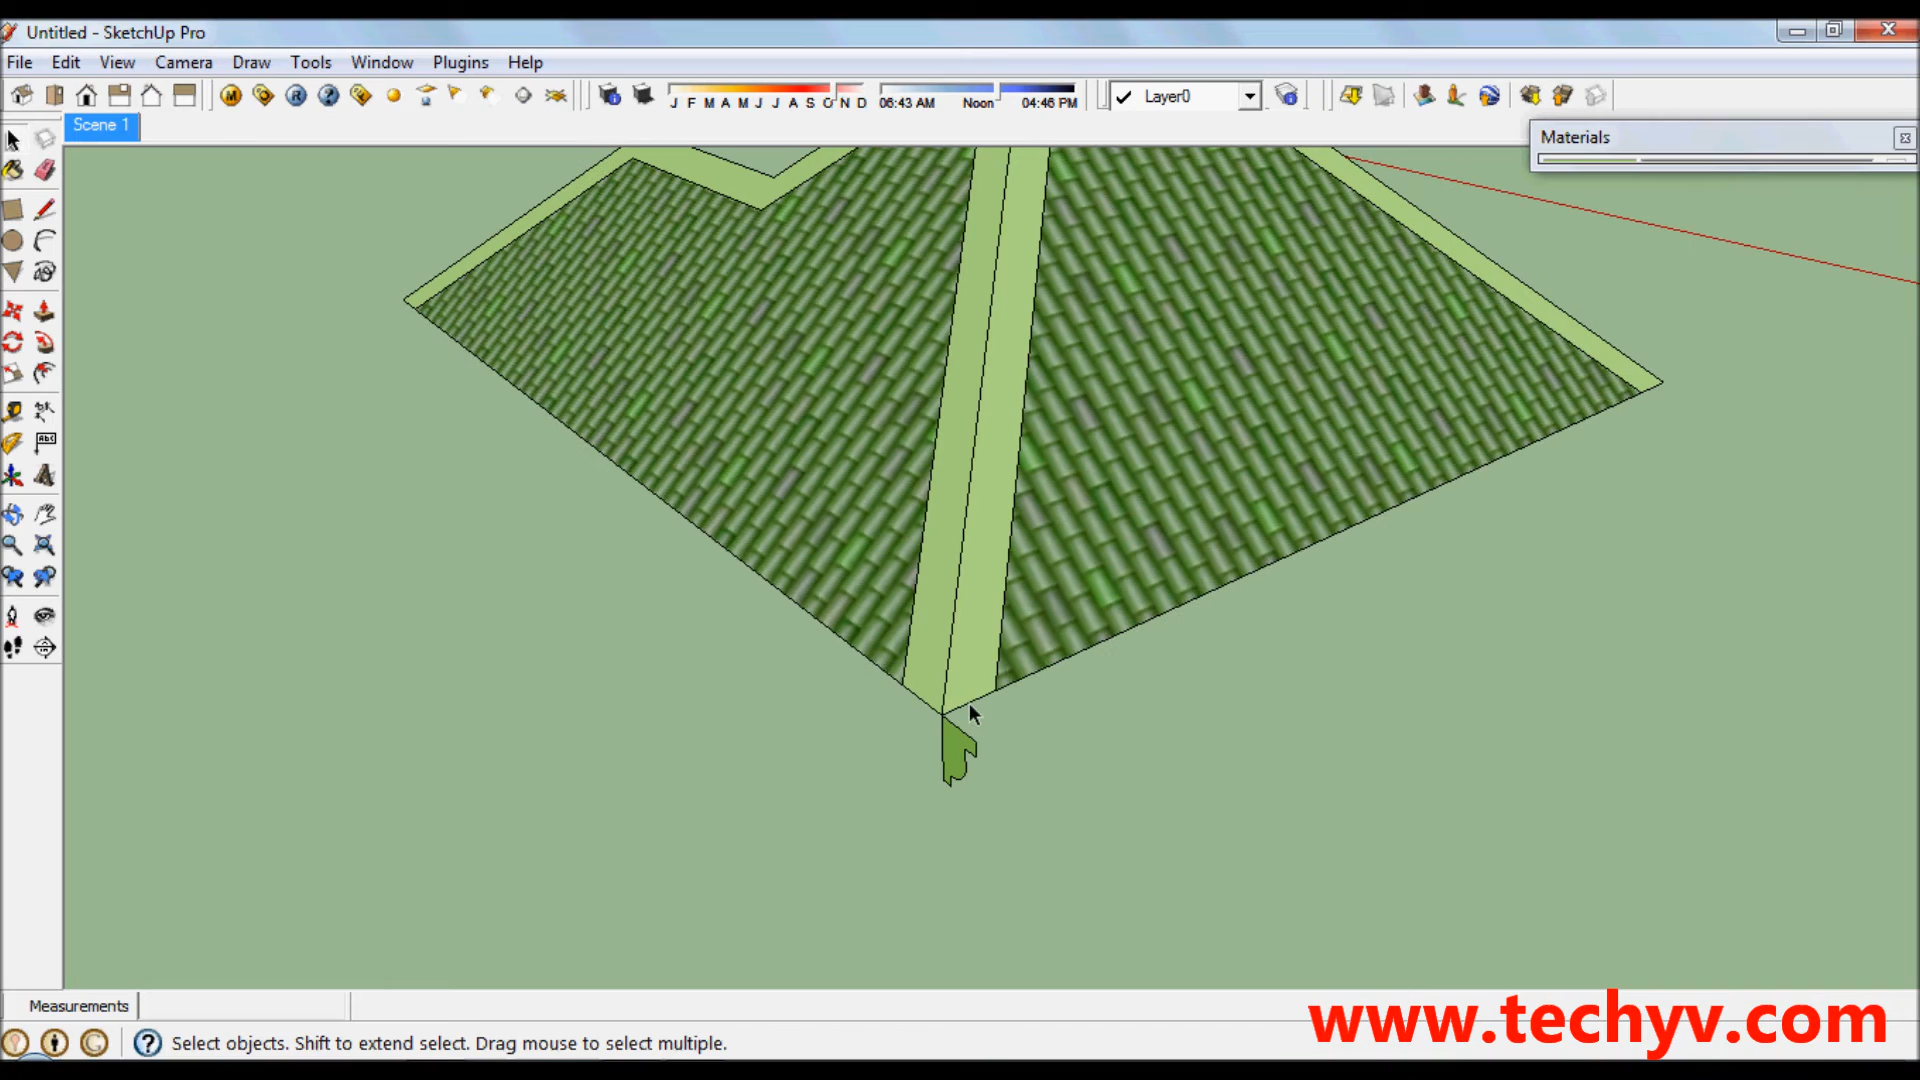 Untitled - SketchUp Pro
File Edit View Camera Draw Tools Window Plugins Help
J F M A M J J A S O N D 06:43 AM Noon 04:46 PM Layer0
Scene 1
Materials
Abc
Measurements
www.techyv.com
Select objects. Shift to extend select. Drag mouse to select multiple.